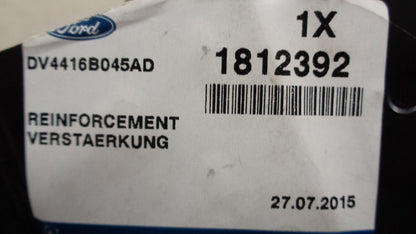 Ford
1X
DV4416B045AD
1812392
REINFORCEMENT
VERSTAERKUNG
27.07.2015